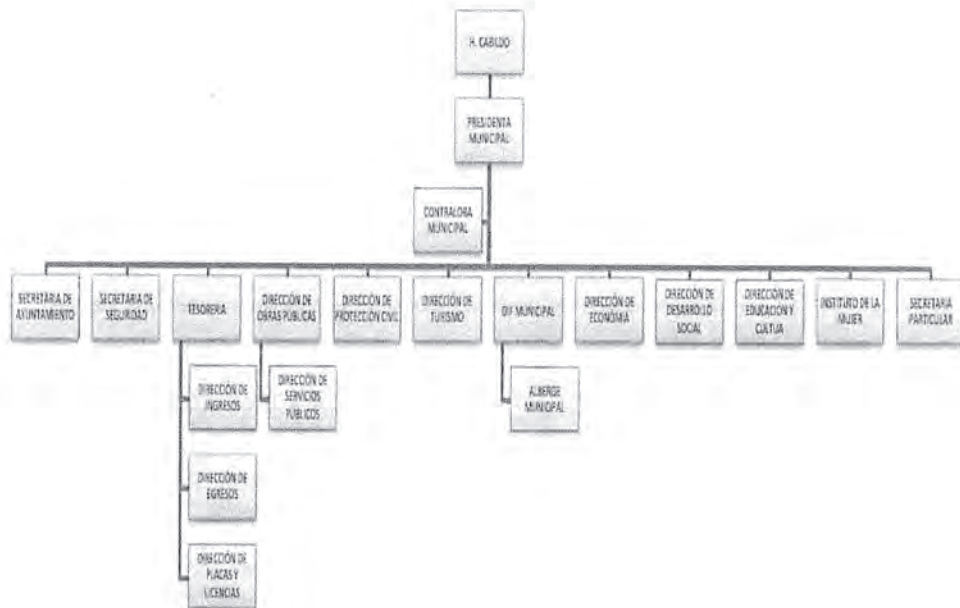 H. CABILDO
PRESIDENTA
MUNICIPAL
CONTRALORA
MUNICIPAL
SECRETARIA DE
AYUNTAMIENTO
SECRETARIA DE
SEGURIDAD
TESORERIA
DIRECCIÓN DE
OBRAS PÚBLICAS
DIRECCIÓN DE
PROTECCIÓN CIVIL
DIRECCIÓN DE
TURISMO
DIF MUNICIPAL
DIRECCIÓN DE
ECONOMÍA
DIRECCIÓN DE
DESARROLLO
SOCIAL
DIRECCIÓN DE
EDUCACION Y
CULTUA
INSTITUTO DE LA
MUJER
SECRETARIA
PARTICULAR
DIRECCIÓN DE
INGRESOS
DIRECCIÓN DE
SERVICIOS
PÚBLICOS
ALBERGE
MUNICIPAL
DIRECCIÓN DE
EGRESOS
DIRECCIÓN DE
PLACAS Y
LICENCIAS